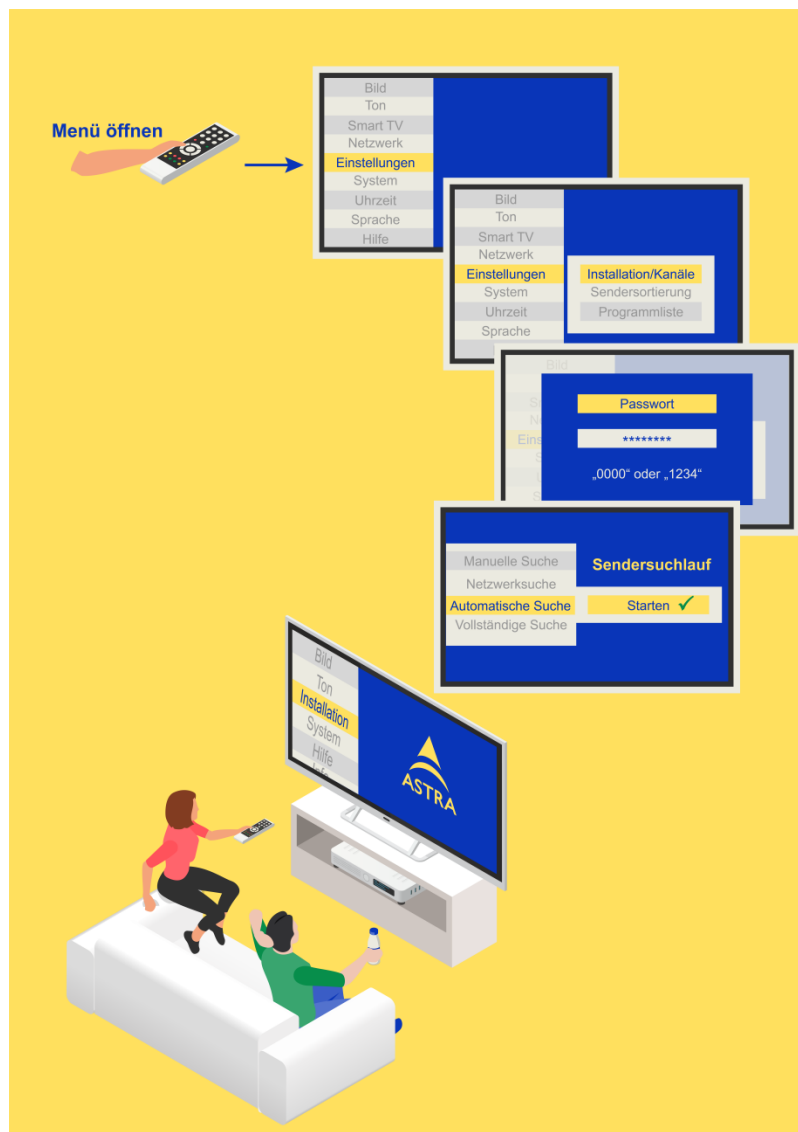 Menü öffnen
Bild
Ton
Smart TV
Netzwerk
Einstellungen
System
Uhrzeit
Sprache
Hilfe
Bild
Ton
Smart TV
Netzwerk
Einstellungen
System
Uhrzeit
Sprache
Installation/Kanäle
Sendersortierung
Programmliste
Bild
Eins
Passwort
********
„0000“ oder „1234“
Manuelle Suche
Netzwerksuche
Automatische Suche
Vollständige Suche
Sendersuchlauf
Starten ✓
Bild
Ton
Installation
System
Hilfe
ASTRA